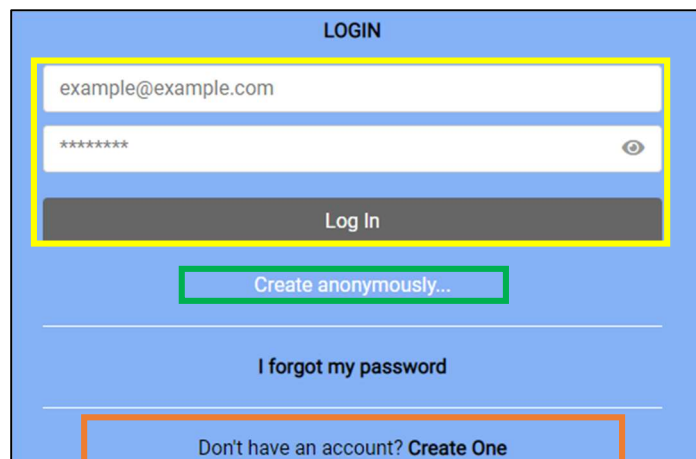 LOGIN
example@example.com
********
Log In
Create anonymously...
I forgot my password
Don't have an account? Create One